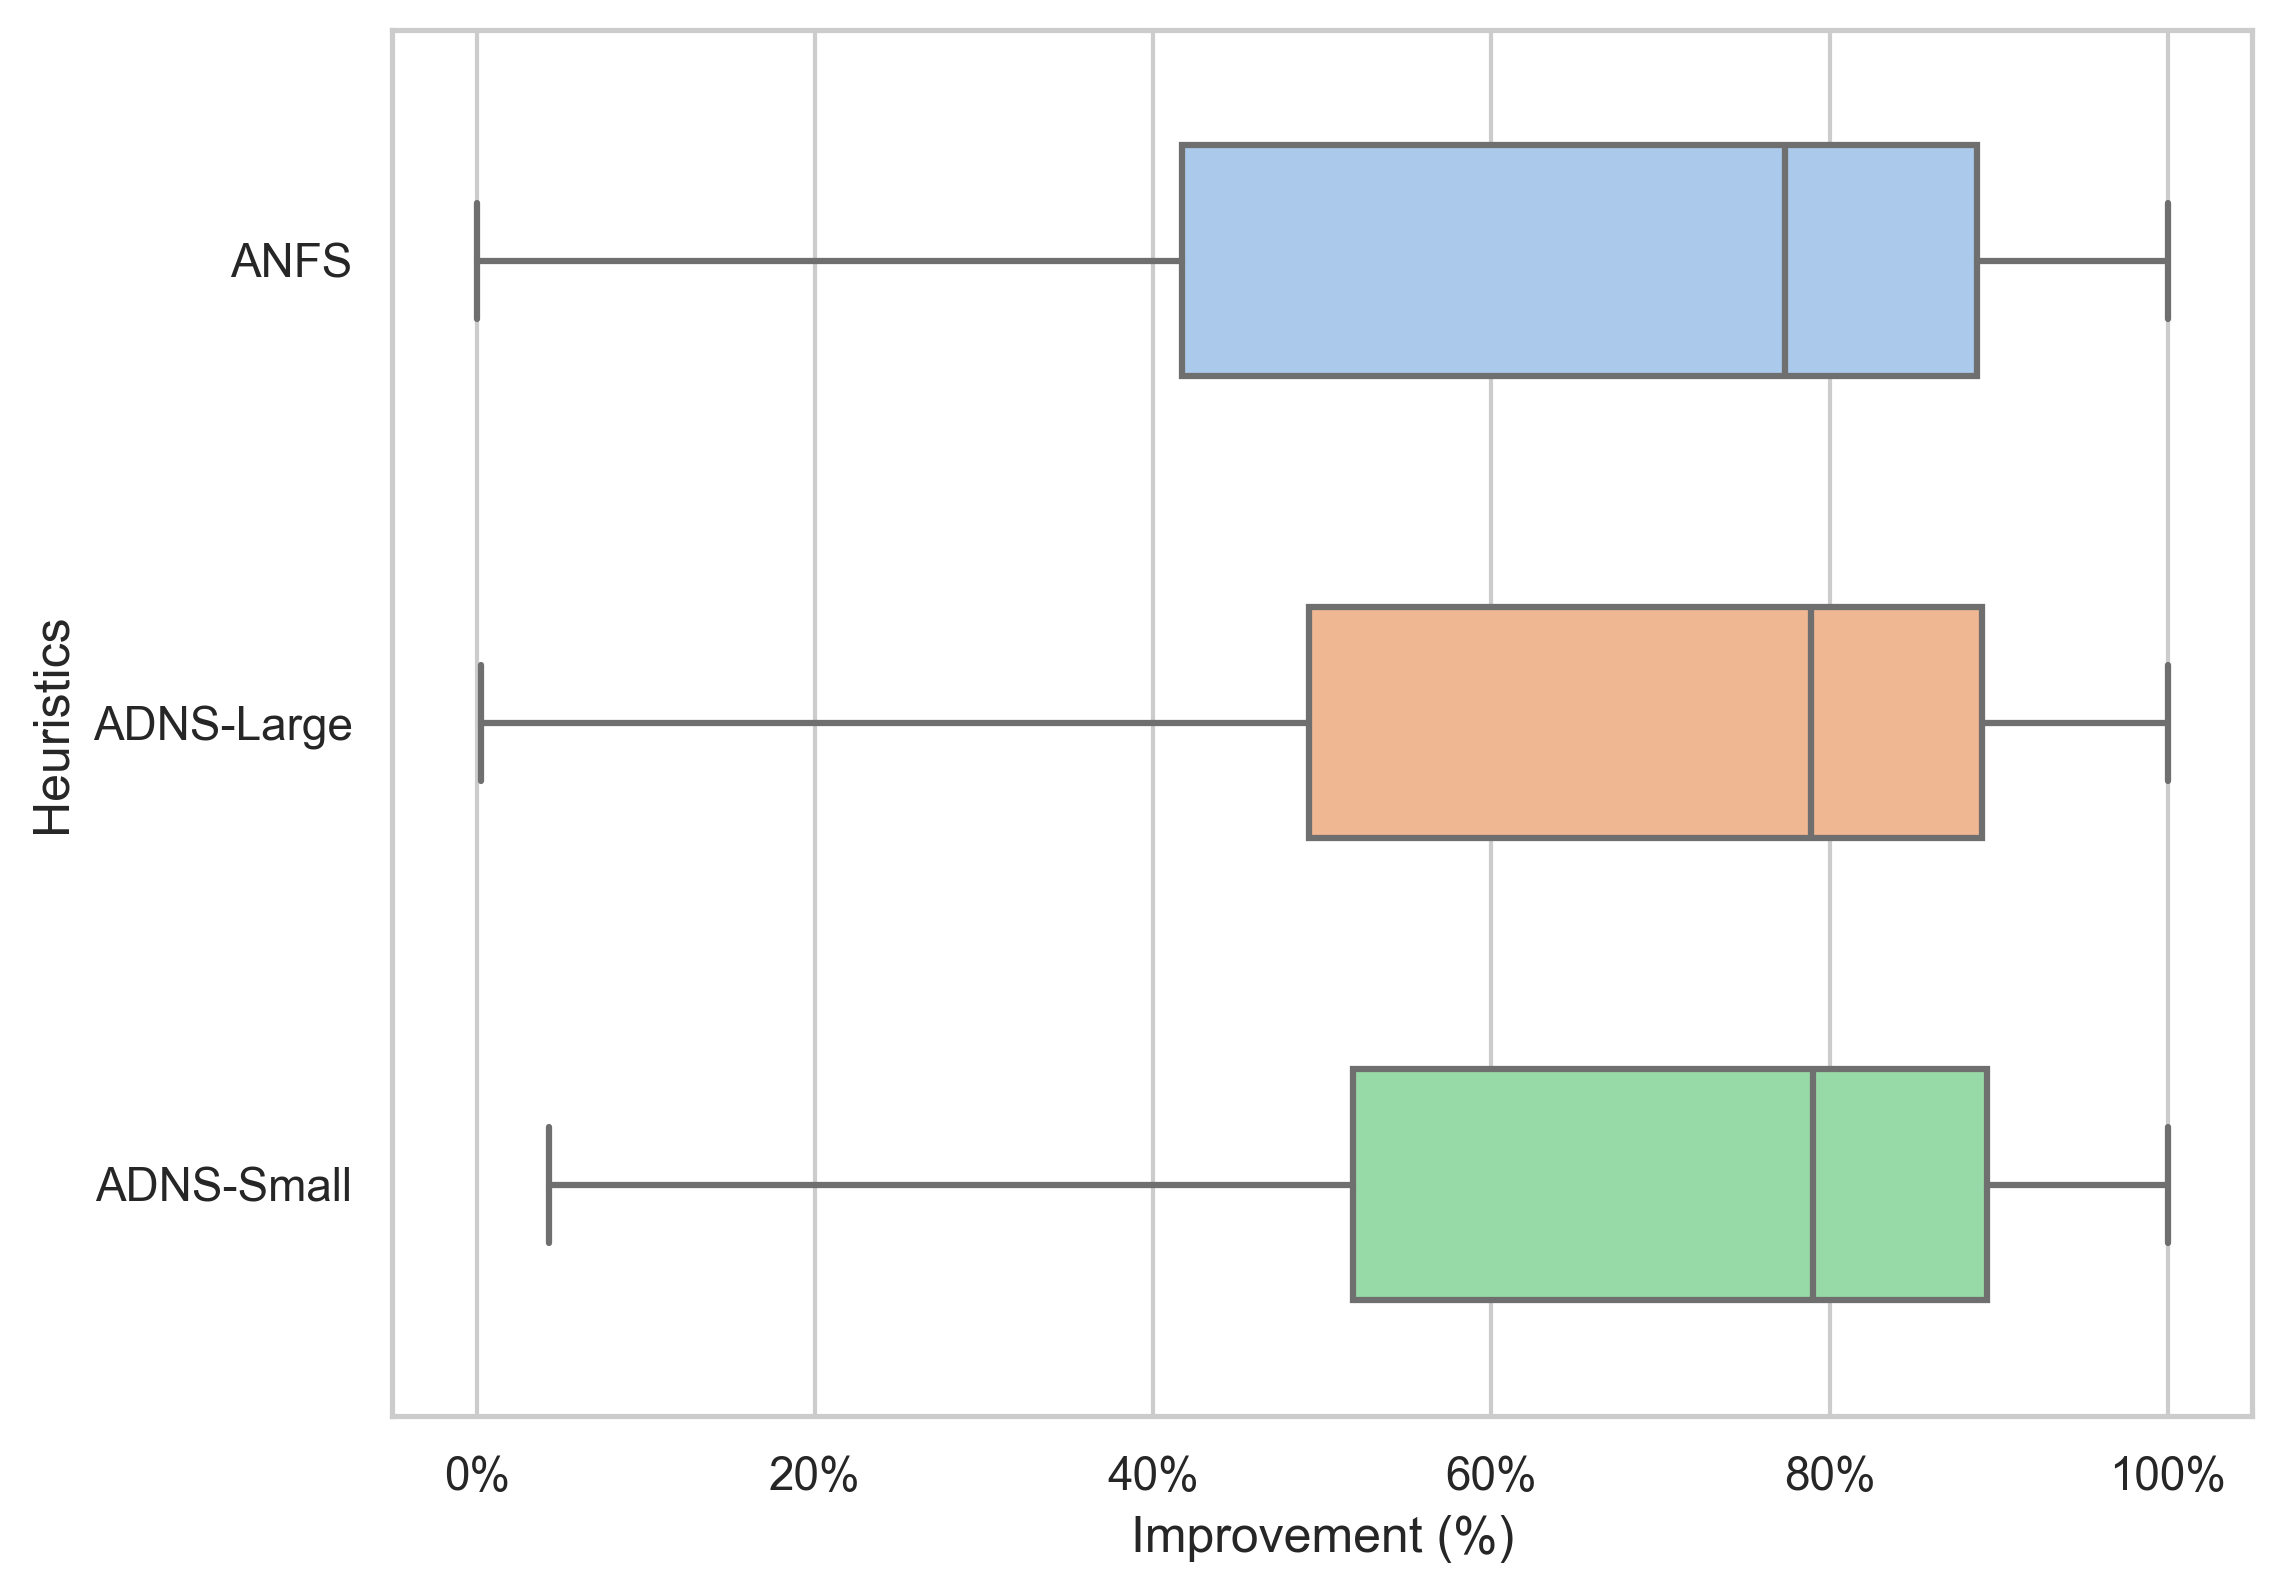 Heuristics
ANFS
ADNS-Large
ADNS-Small
0% 20% 40% 60% 80% 100%
Improvement (%)